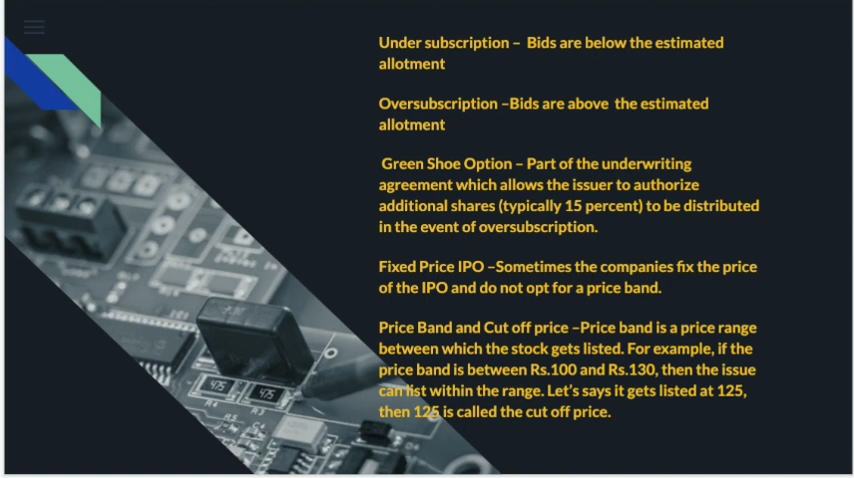 Under subscription – Bids are below the estimated
allotment
Oversubscription –Bids are above the estimated
allotment
Green Shoe Option – Part of the underwriting
agreement which allows the issuer to authorize
additional shares (typically 15 percent) to be distributed
in the event of oversubscription.
Fixed Price IPO –Sometimes the companies fix the price
of the IPO and do not opt for a price band.
Price Band and Cut off price –Price band is a price range
between which the stock gets listed. For example, if the
price band is between Rs.100 and Rs.130, then the issue
can list within the range. Let's says it gets listed at 125,
then 125 is called the cut off price.
475
475
R4
R3